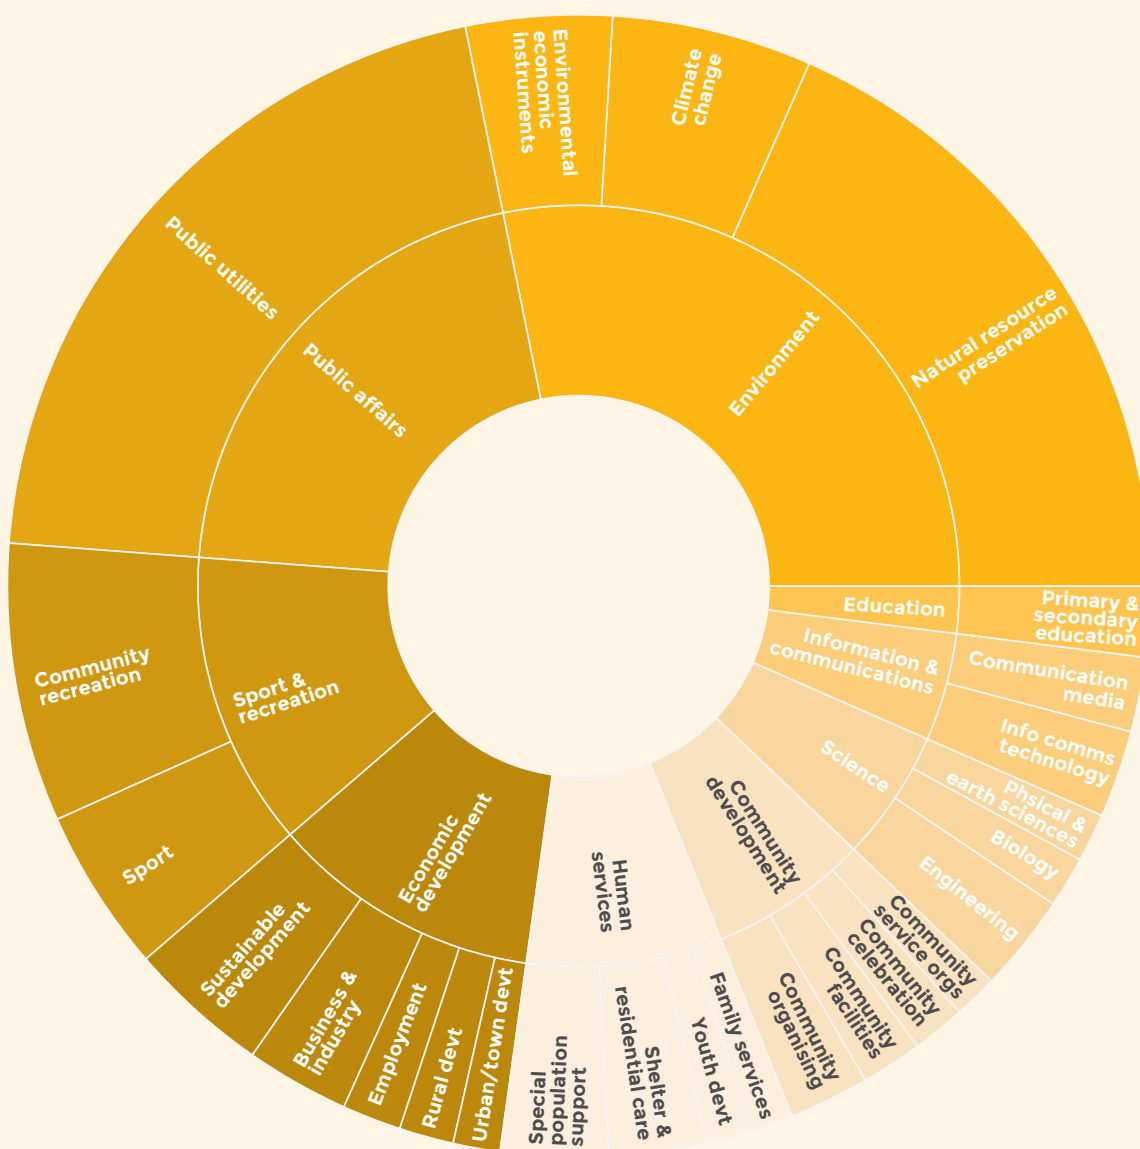 Environmental
economic
instruments
Climate
change
Natural resource
preservation
Public utilities
Public affairs
Environment
Education
Primary &
secondary
education
Information &
communications
Communication
media
Info comms
technology
Science
Phsical &
earth sciences
Biology
Engineering
Community
development
Community
service orgs
Community
celebration
Community
facilities
Community
organising
Human
services
Family services
Youth devt
Shelter &
residential care
Special
population
support
Economic
development
Urban/town devt
Rural devt
Employment
Business &
industry
Sustainable
development
Sport &
recreation
Sport
Community
recreation